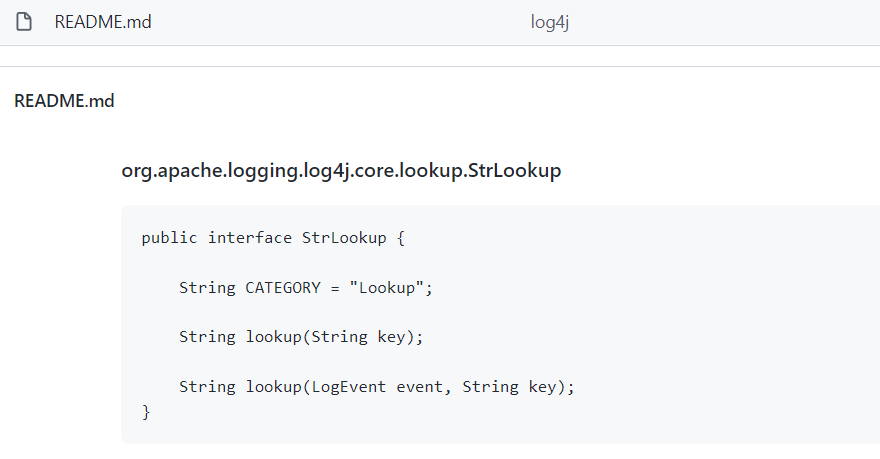 README.md log4j
README.md
org.apache.logging.log4j.core.lookup.StrLookup
public interface StrLookup {
String CATEGORY = "Lookup";
String lookup(String key);
String lookup(LogEvent event, String key);
}